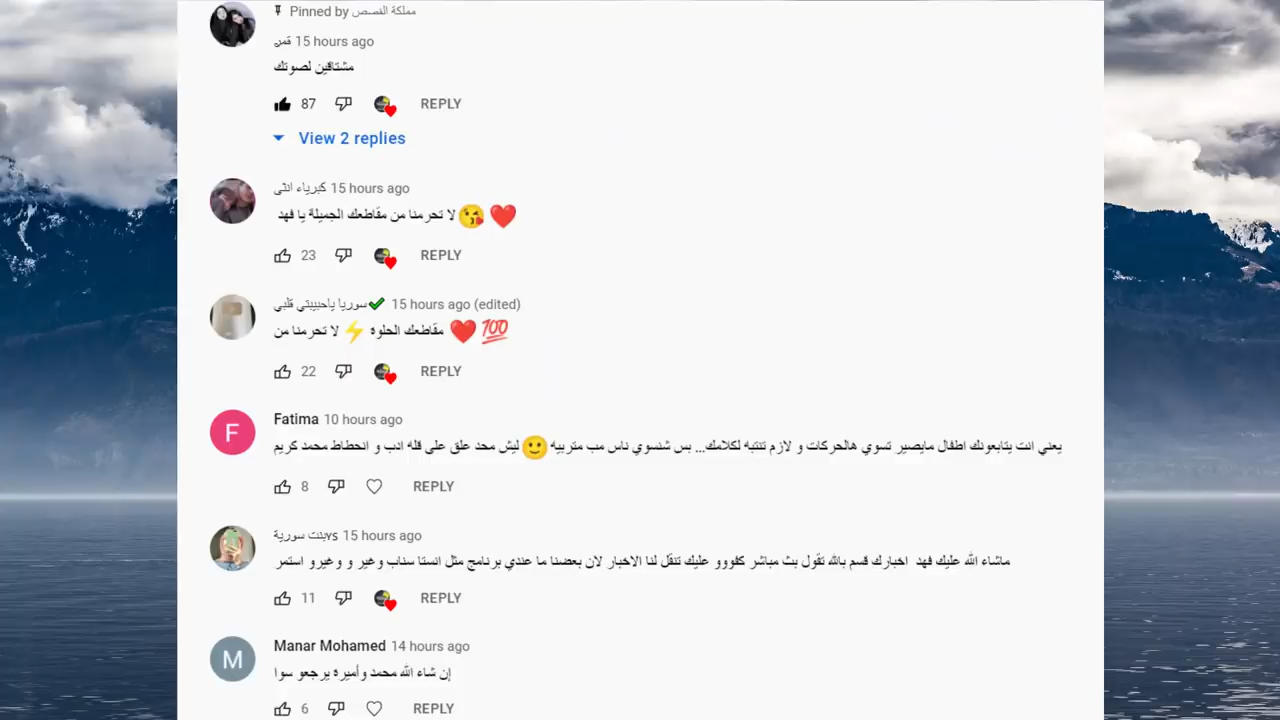 Pinned by مملكة القصص
قمر 15 hours ago
مشتاقين لصوتك
87 REPLY
View 2 replies
كبرياء انثى 15 hours ago
لا تحرمنا من مقاطعك الجميلة يا فهد 😘 ❤️
23 REPLY
سوريا ياحبيبتي قلبي✔ 15 hours ago (edited)
لا تحرمنا من ⚡ مقاطعك الحلوة ❤️ 💯
22 REPLY
F Fatima 10 hours ago
يعني انت يتابعونك اطفال مايصير تسوي هالحركات و لازم تنتبه لكلامك... بس شنسوي ناس مب متربيه 🙂 ليش محد علق على قله ادب و انحطاط محمد كريم
8 REPLY
بنت سوريةYS 15 hours ago
ماشاء الله عليك فهد اخبارك قسم بالله تقول بث مباشر كفووو عليك تنقل لنا الاخبار لان بعضنا ما عندي برنامج مثل انستا سناب وغير و وغيرو استمر
11 REPLY
M Manar Mohamed 14 hours ago
إن شاء الله محمد وأميرة يرجعو سوا
6 REPLY